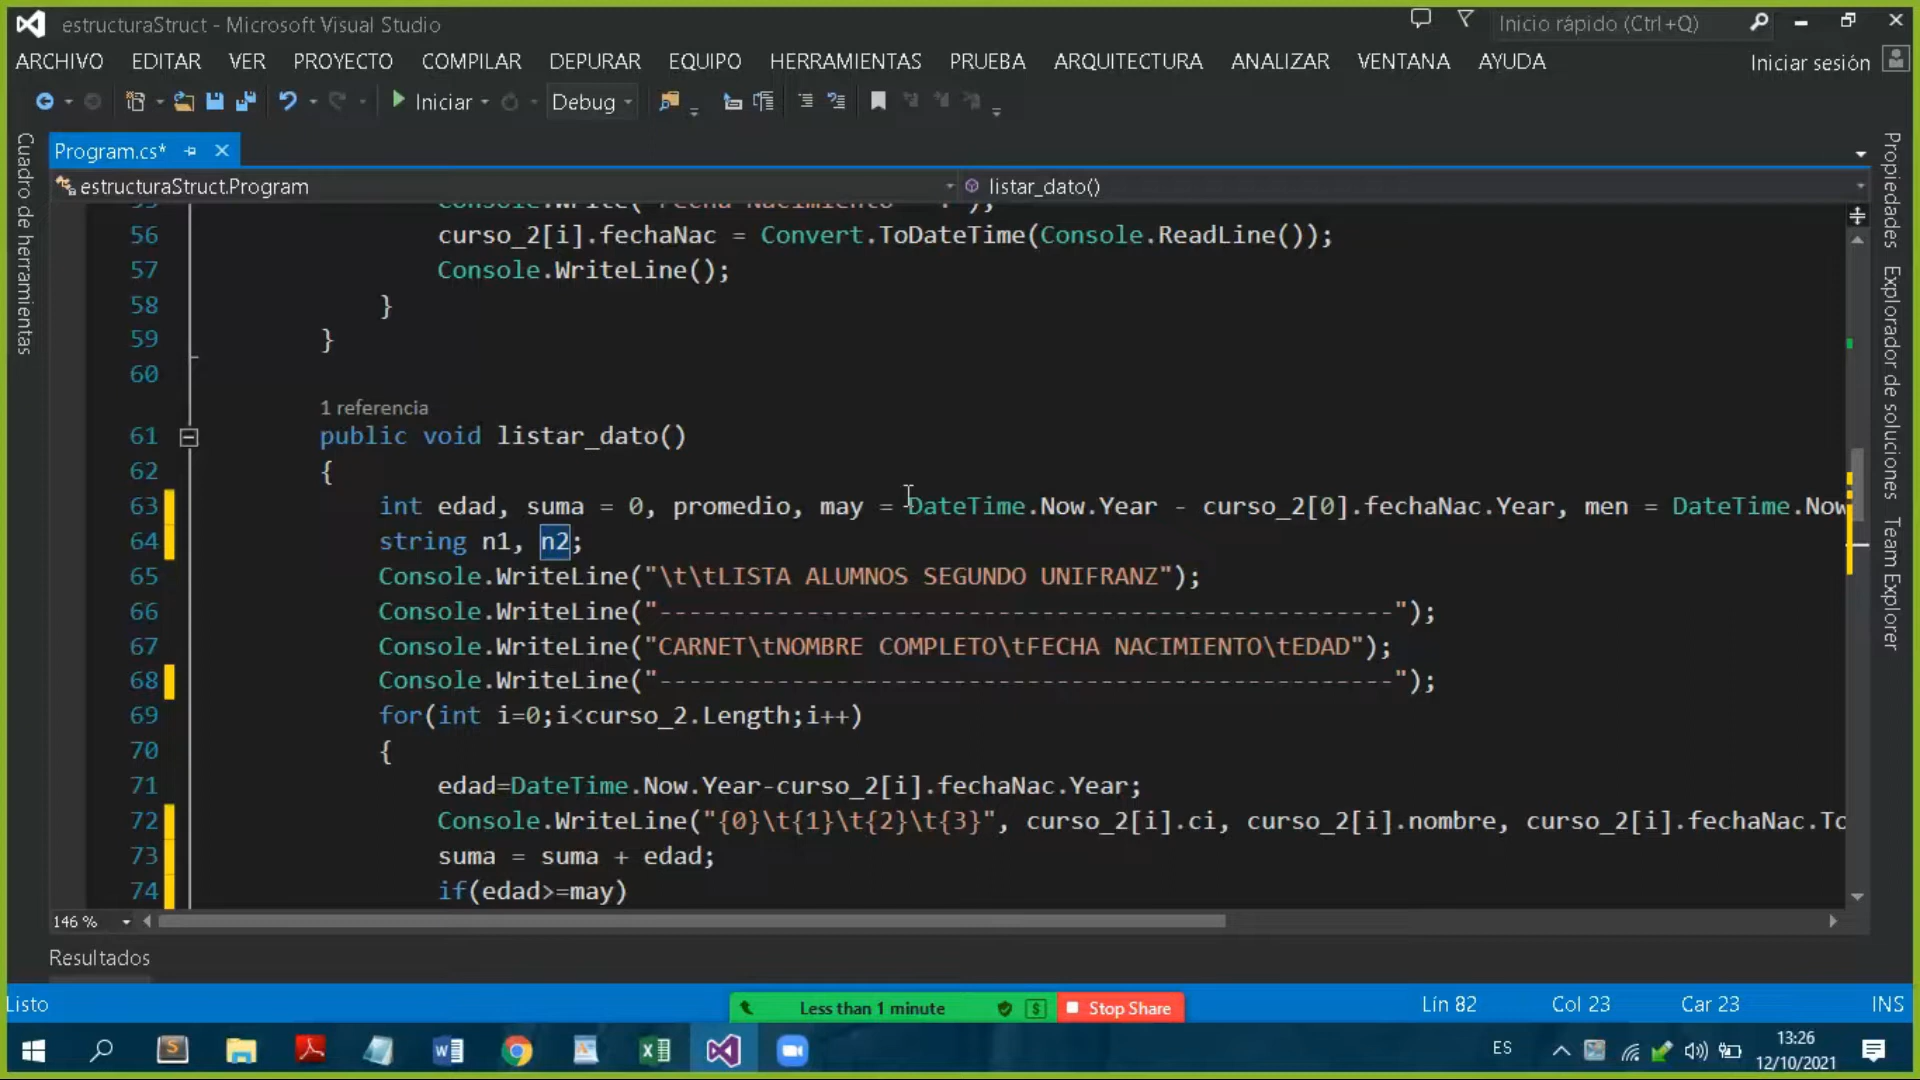 estructuraStruct - Microsoft Visual Studio
Inicio rápido (Ctrl+Q)
ARCHIVO EDITAR VER PROYECTO COMPILAR DEPURAR EQUIPO HERRAMIENTAS PRUEBA ARQUITECTURA ANALIZAR VENTANA AYUDA
Iniciar sesión
Iniciar
Debug
Cuadro de herramientas
Program.cs*
estructuraStruct.Program
listar_dato()
Console.Write("Fecha Nacimiento : ");
56 curso_2[i].fechaNac = Convert.ToDateTime(Console.ReadLine());
57 Console.WriteLine();
58 }
59 }
60
1 referencia
61 public void listar_dato()
62 {
63 int edad, suma = 0, promedio, may = DateTime.Now.Year - curso_2[0].fechaNac.Year, men = DateTime.Now
64 string n1, n2;
65 Console.WriteLine("\t\tLISTA ALUMNOS SEGUNDO UNIFRANZ");
66 Console.WriteLine("--------------------------------------------------");
67 Console.WriteLine("CARNET\tNOMBRE COMPLETO\tFECHA NACIMIENTO\tEDAD");
68 Console.WriteLine("--------------------------------------------------");
69 for(int i=0;i<curso_2.Length;i++)
70 {
71 edad=DateTime.Now.Year-curso_2[i].fechaNac.Year;
72 Console.WriteLine("{0}\t{1}\t{2}\t{3}", curso_2[i].ci, curso_2[i].nombre, curso_2[i].fechaNac.To
73 suma = suma + edad;
74 if(edad>=may)
Propiedades
Explorador de soluciones
Team Explorer
146 %
Resultados
Listo
Less than 1 minute
Stop Share
Lín 82
Col 23
Car 23
INS
ES
13:26
12/10/2021